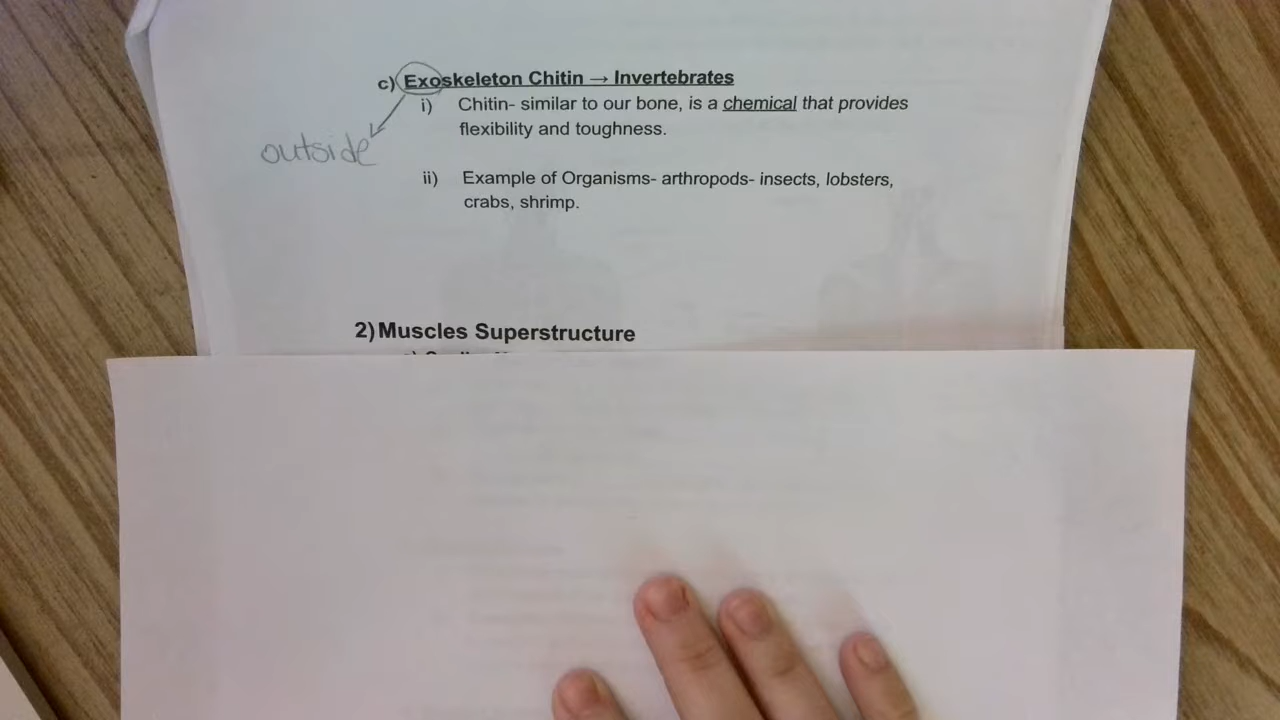 c) Exoskeleton Chitin → Invertebrates
i) Chitin- similar to our bone, is a chemical that provides
flexibility and toughness.
outside
ii) Example of Organisms- arthropods- insects, lobsters,
crabs, shrimp.
2) Muscles Superstructure